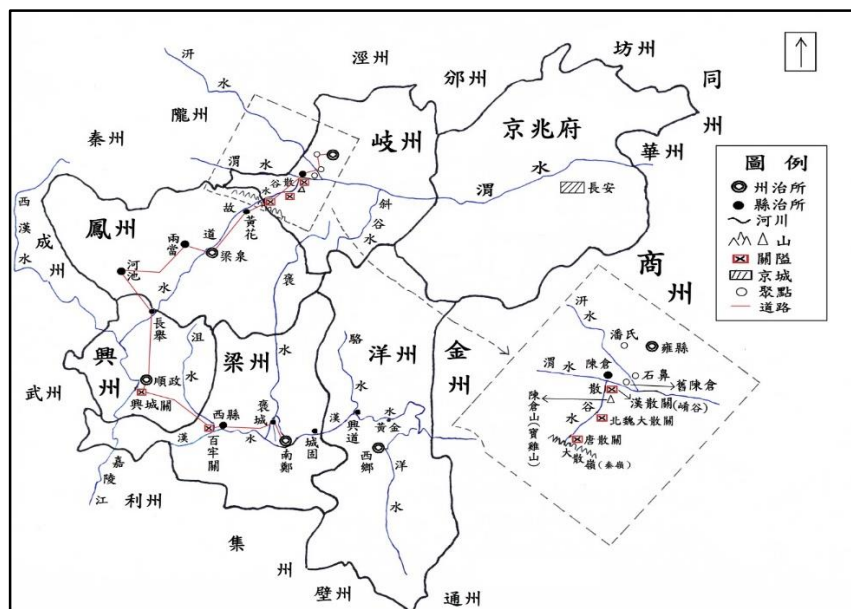 坊州
同州
涇州
邠州
汧水
隴州
岐州
京兆府
華州
秦州
渭水
渭水
長安
散谷水
斜谷水
西漢水
成州
鳳州
故道水
黃花
兩當
梁泉
河池
褒水
商州
長舉
沮水
興州
梁州
洋州
金州
駱水
武州
順政
興城關
西縣
褒城
漢水
興道
黃金
百牢關
漢水
城固
南鄭
西鄉
洋水
嘉陵江
利州
集州
壁州
通州
圖例
州治所
縣治所
河川
山
關隘
京城
聚點
道路
汧水
潘氏
雍縣
渭水
陳倉
石鼻
舊陳倉
散谷水
漢散關(崤谷)
陳倉山(寶雞山)
北魏大散關
唐散關
大散嶺(秦嶺)